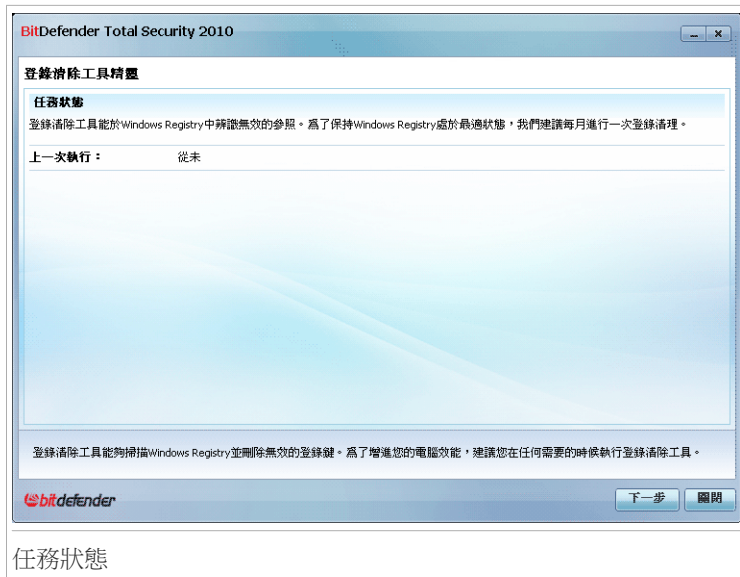 BitDefender Total Security 2010
登錄清除工具精靈
任務狀態
登錄清除工具能於Windows Registry中辨識無效的參照。為了保持Windows Registry處於最適狀態，我們建議每月進行一次登錄清理。
上一次執行： 從未
登錄清除工具能夠掃描Windows Registry並刪除無效的登錄鍵。為了增進您的電腦效能，建議您在任何需要的時候執行登錄清除工具。
bitdefender
下一步 關閉
任務狀態